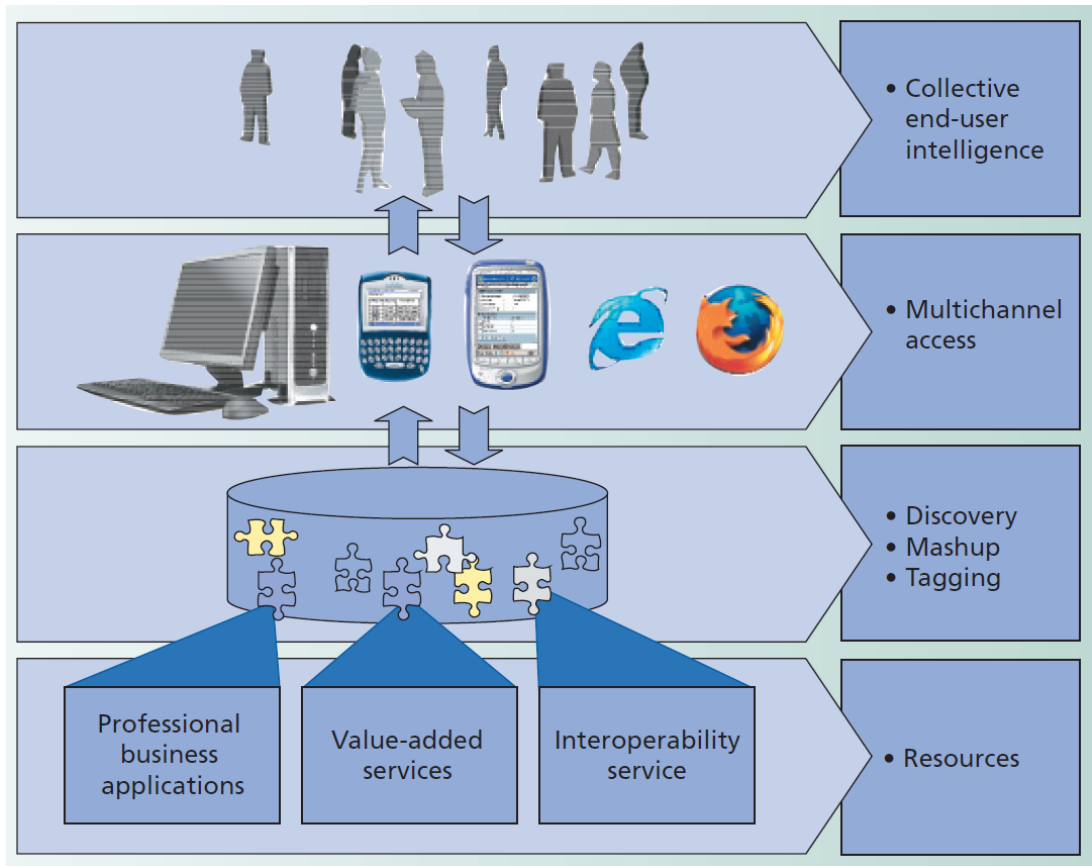 • Collective
end-user
intelligence
• Multichannel
access
• Discovery
• Mashup
• Tagging
Professional
business
applications
Value-added
services
Interoperability
service
• Resources